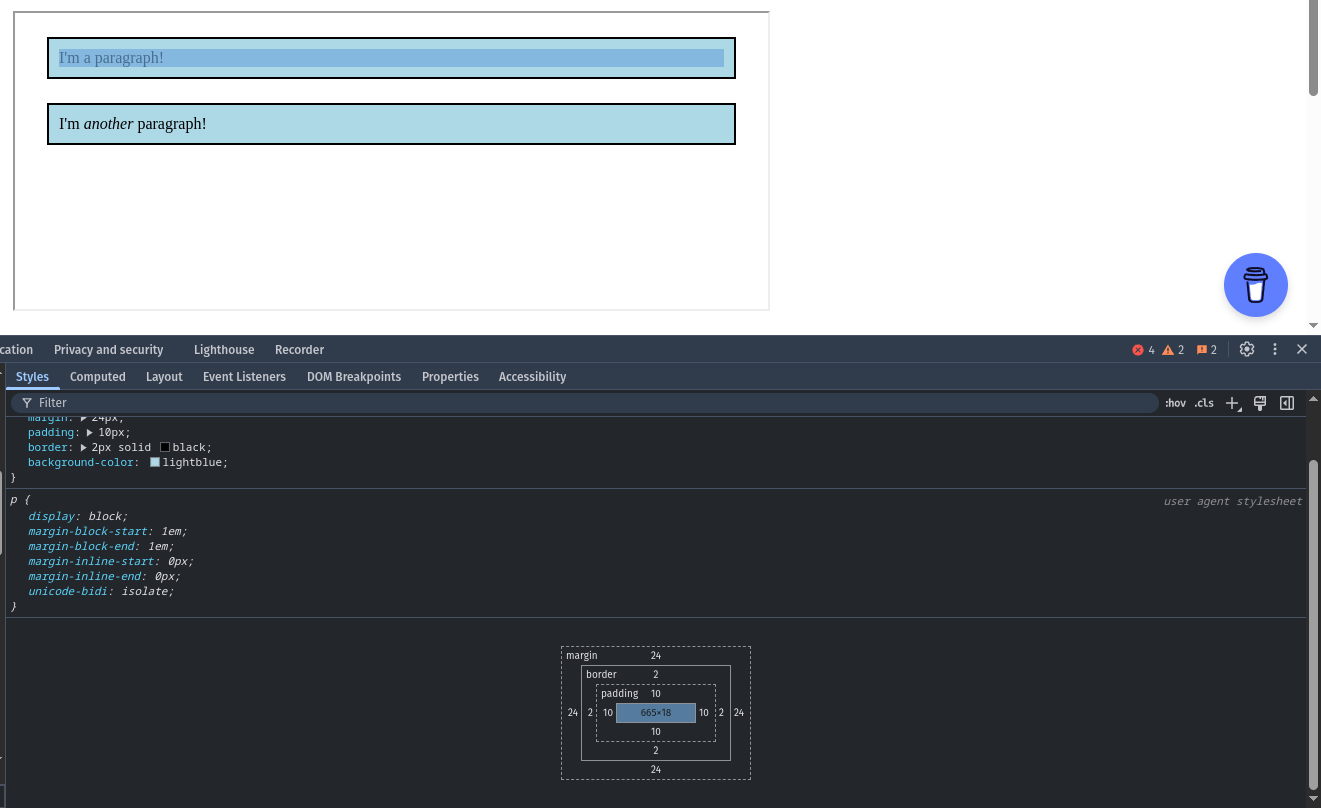 I'm a paragraph!
I'm another paragraph!
cation Privacy and security Lighthouse Recorder 4 2 2
Styles Computed Layout Event Listeners DOM Breakpoints Properties Accessibility
Filter :hov .cls
margin: 24px;
padding: 10px;
border: 2px solid black;
background-color: lightblue;
}
p { user agent stylesheet
display: block;
margin-block-start: 1em;
margin-block-end: 1em;
margin-inline-start: 0px;
margin-inline-end: 0px;
unicode-bidi: isolate;
}
margin 24
border 2
padding 10
24 2 10 665×18 10 2 24
10
2
24